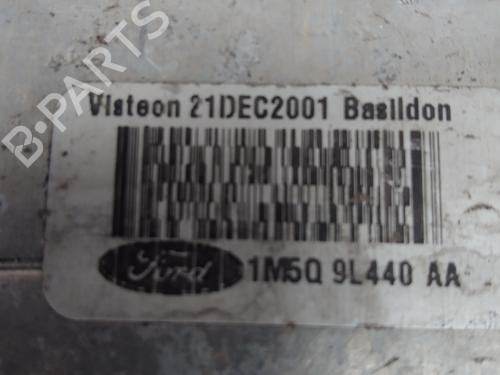 B-PARTS
Visteon 21DEC2001 Basildon
Ford
1M5Q 9L440 AA